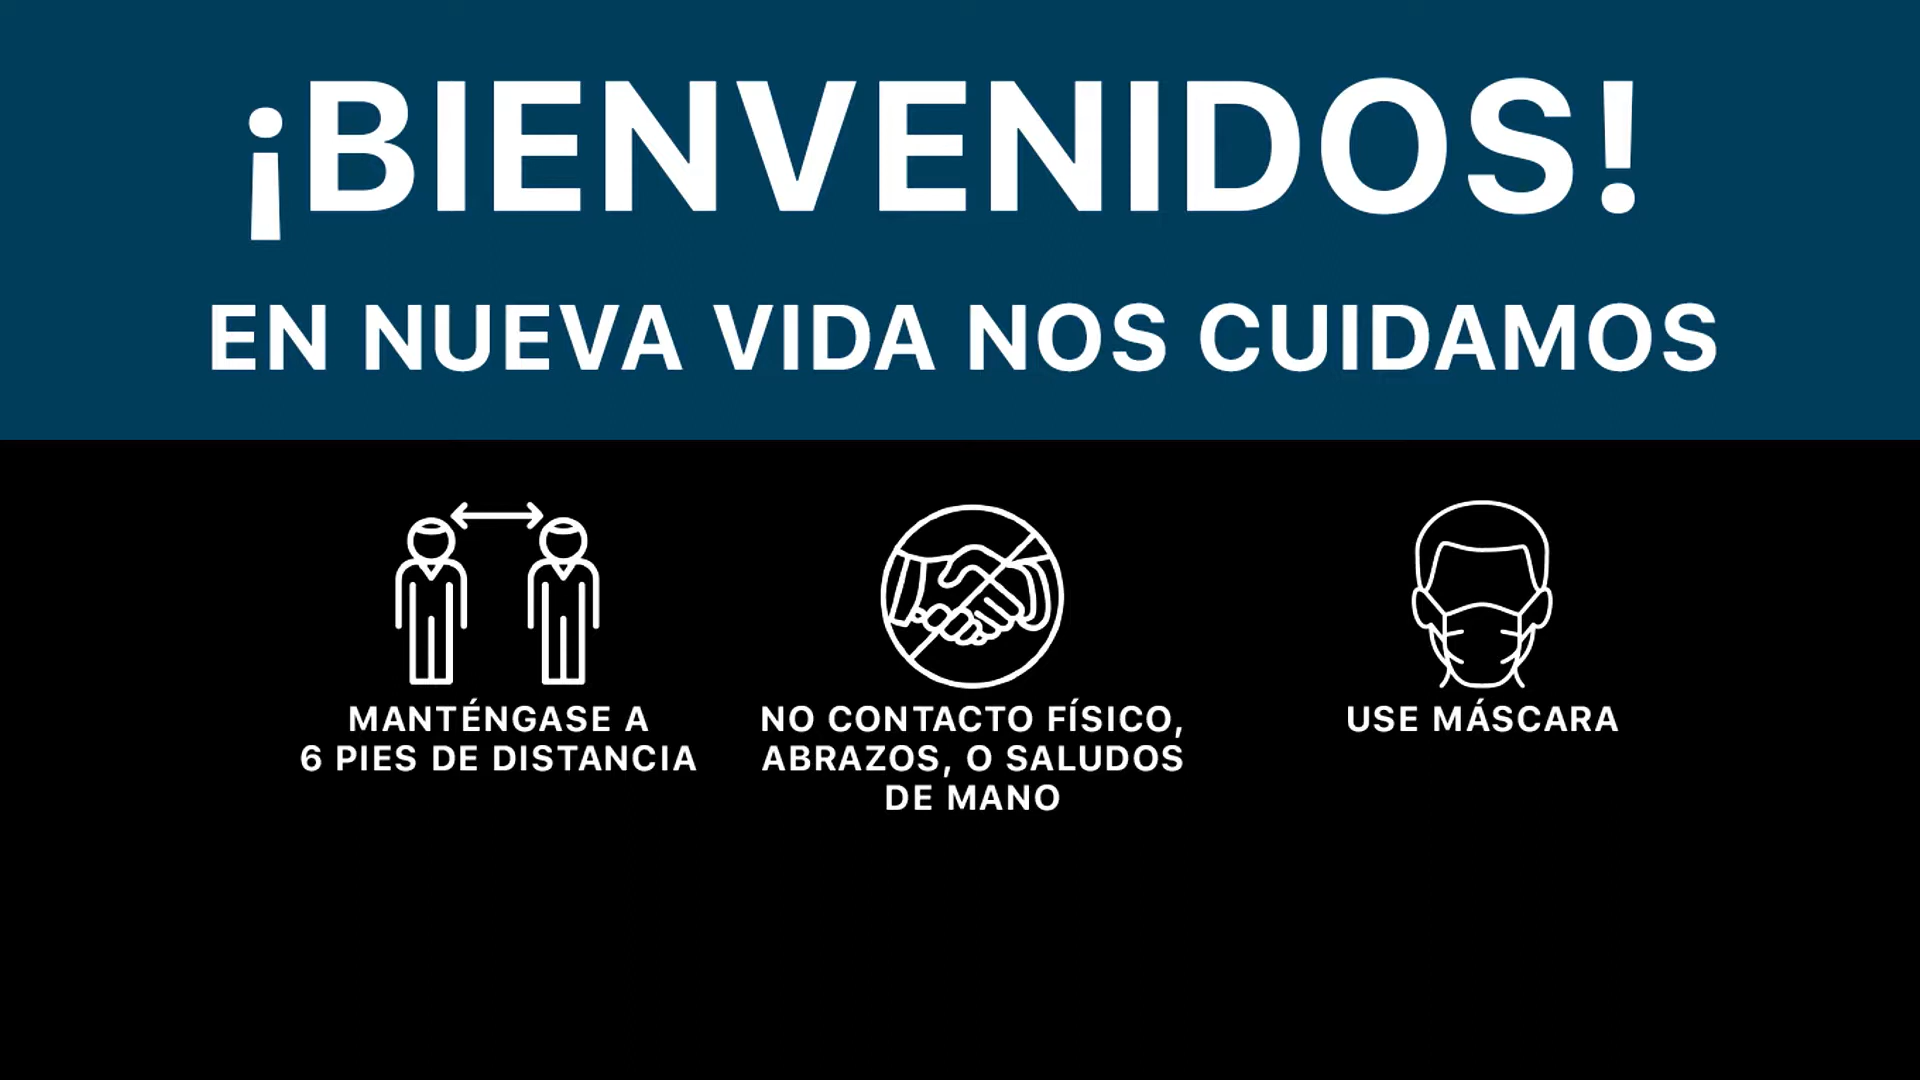 ¡BIENVENIDOS!
EN NUEVA VIDA NOS CUIDAMOS
MANTÉNGASE A
6 PIES DE DISTANCIA
NO CONTACTO FÍSICO,
ABRAZOS, O SALUDOS
DE MANO
USE MÁSCARA